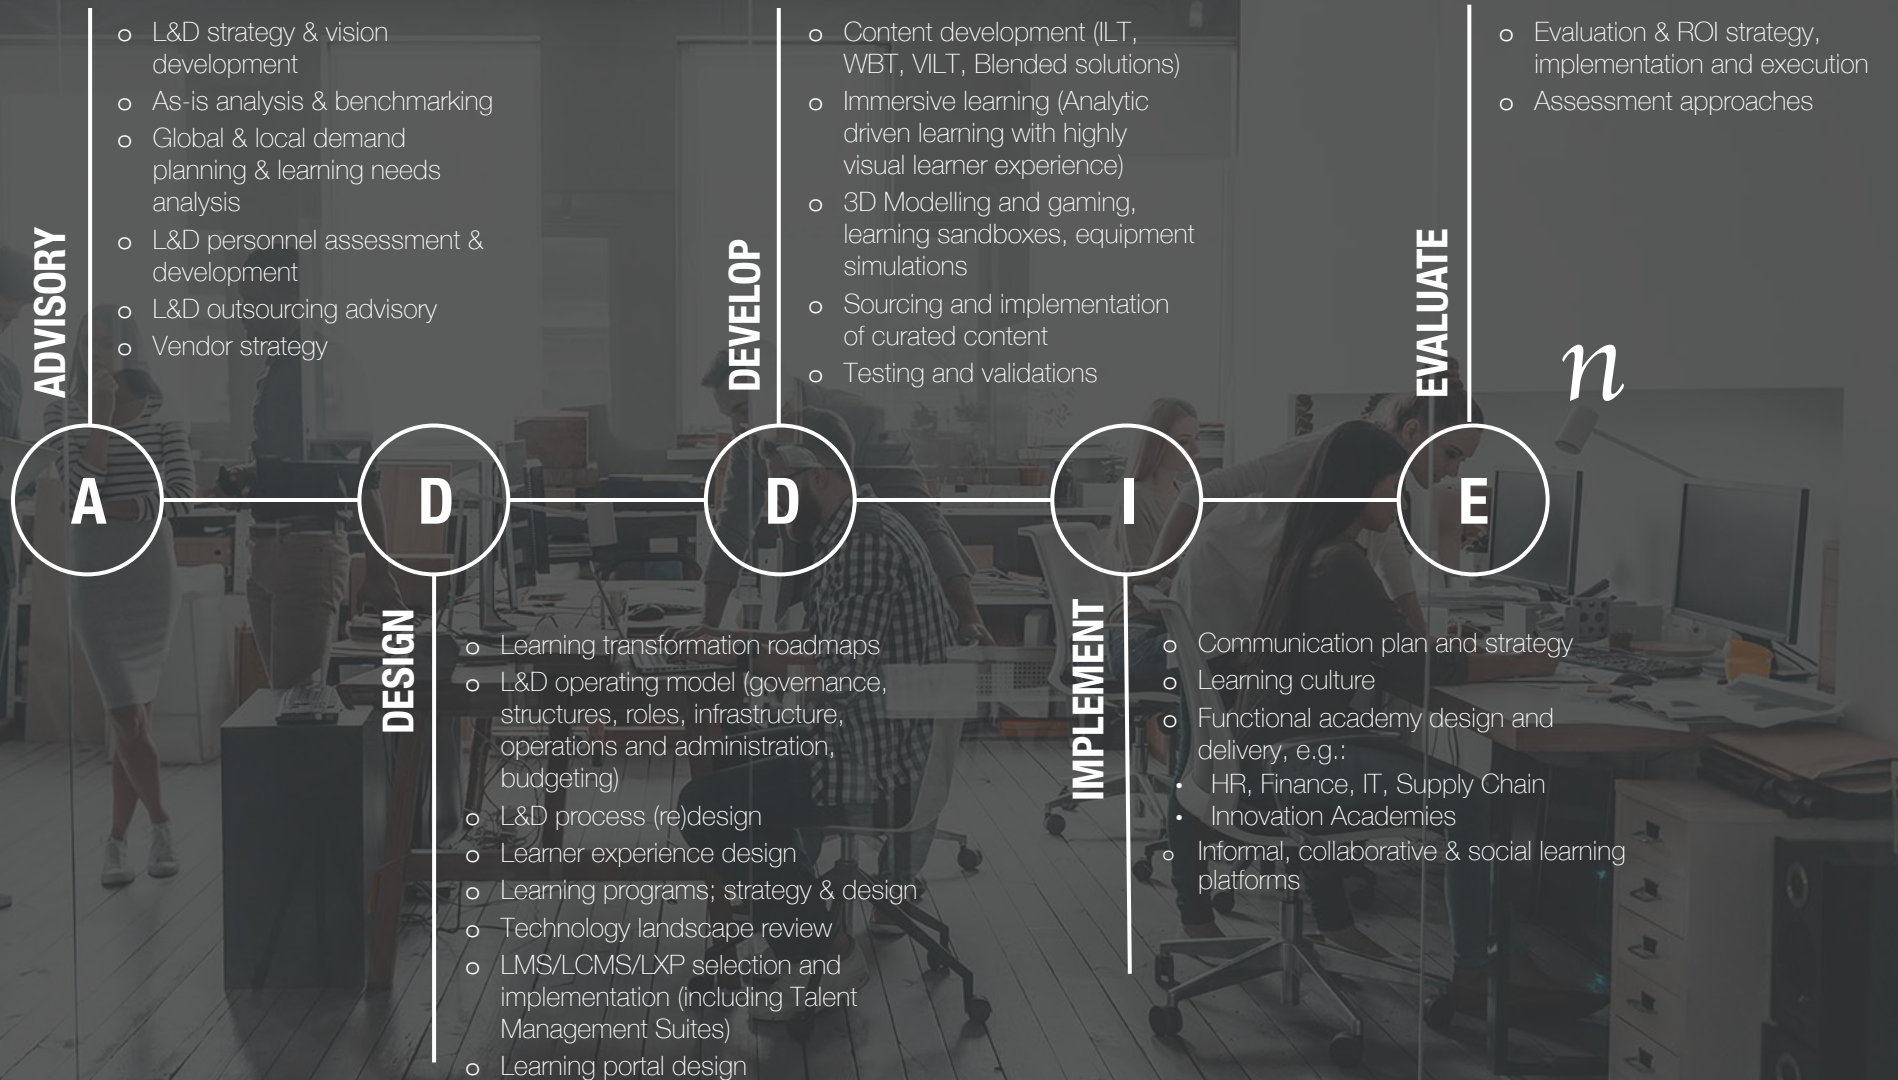 ADVISORY
o L&D strategy & vision
development
o As-is analysis & benchmarking
o Global & local demand
planning & learning needs
analysis
o L&D personnel assessment &
development
o L&D outsourcing advisory
o Vendor strategy
DEVELOP
o Content development (ILT,
WBT, VILT, Blended solutions)
o Immersive learning (Analytic
driven learning with highly
visual learner experience)
o 3D Modelling and gaming,
learning sandboxes, equipment
simulations
o Sourcing and implementation
of curated content
o Testing and validations
EVALUATE
o Evaluation & ROI strategy,
implementation and execution
o Assessment approaches
n
A
D
D
I
E
DESIGN
o Learning transformation roadmaps
o L&D operating model (governance,
structures, roles, infrastructure,
operations and administration,
budgeting)
o L&D process (re)design
o Learner experience design
o Learning programs; strategy & design
o Technology landscape review
o LMS/LCMS/LXP selection and
implementation (including Talent
Management Suites)
o Learning portal design
IMPLEMENT
o Communication plan and strategy
o Learning culture
o Functional academy design and
delivery, e.g.:
• HR, Finance, IT, Supply Chain
• Innovation Academies
o Informal, collaborative & social learning
platforms